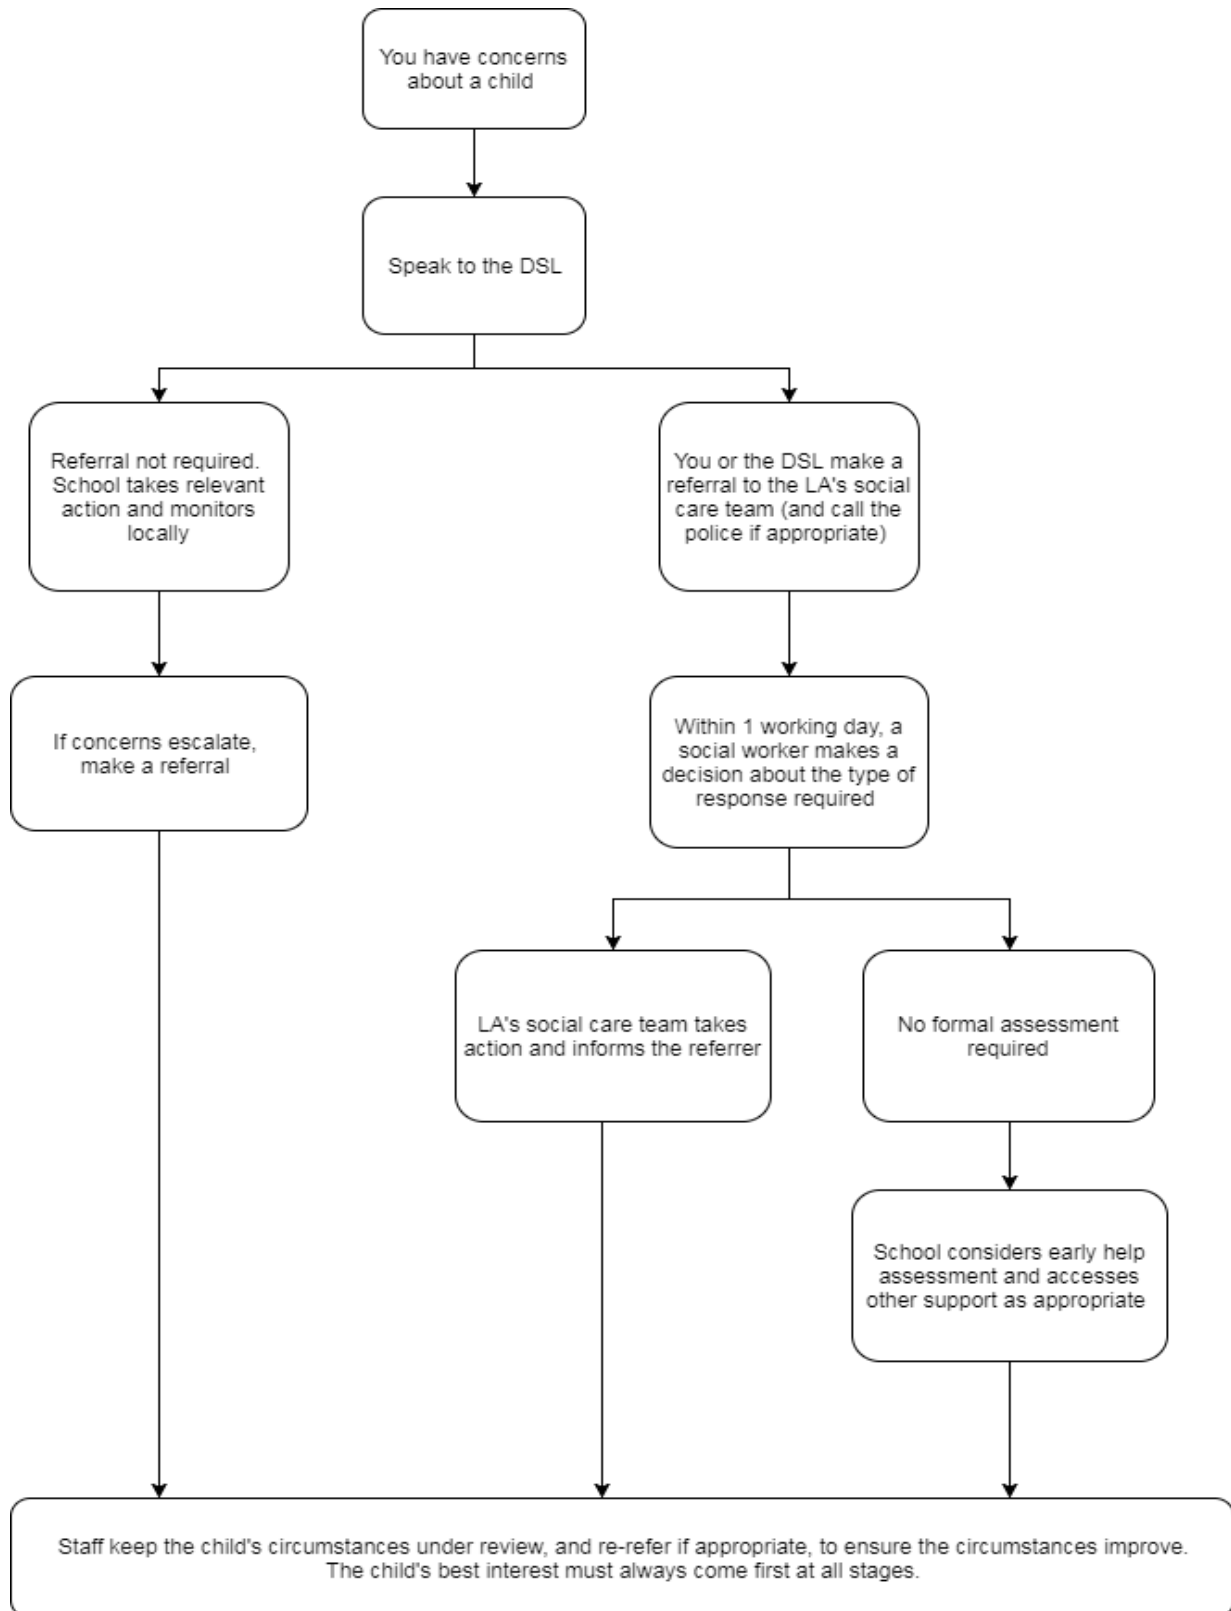 You have concerns
about a child
Speak to the DSL
Referral not required.
School takes relevant
action and monitors
locally
You or the DSL make a
referral to the LA's social
care team (and call the
police if appropriate)
If concerns escalate,
make a referral
Within 1 working day, a
social worker makes a
decision about the type of
response required
LA's social care team takes
action and informs the referrer
No formal assessment
required
School considers early help
assessment and accesses
other support as appropriate
Staff keep the child's circumstances under review, and re-refer if appropriate, to ensure the circumstances improve.
The child's best interest must always come first at all stages.